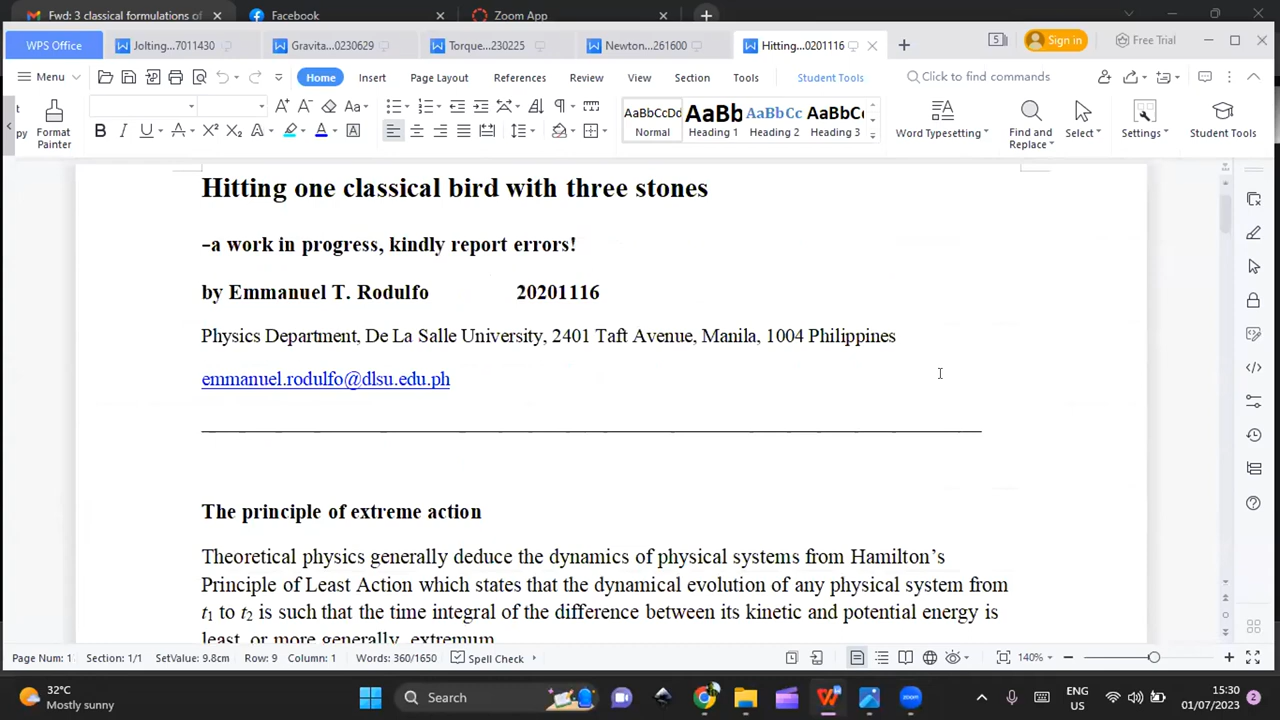 Fwd: 3 classical formulations of
Facebook
Zoom App
WPS Office
Jolting...7011430
Gravita...0230629
Torque...230225
Newton...261600
Hitting...0201116
Sign in
Free Trial
Menu
Home
Insert
Page Layout
References
Review
View
Section
Tools
Student Tools
Click to find commands
Format Painter
AaBbCcDd
Normal
AaBb
Heading 1
AaBbCc
Heading 2
AaBbC
Heading 3
Word Typesetting
Find and Replace
Select
Settings
Student Tools
Hitting one classical bird with three stones
–a work in progress, kindly report errors!
by Emmanuel T. Rodulfo 20201116
Physics Department, De La Salle University, 2401 Taft Avenue, Manila, 1004 Philippines
emmanuel.rodulfo@dlsu.edu.ph
The principle of extreme action
Theoretical physics generally deduce the dynamics of physical systems from Hamilton's
Principle of Least Action which states that the dynamical evolution of any physical system from
t1 to t2 is such that the time integral of the difference between its kinetic and potential energy is
least, or more generally, extremum.
Page Num: 1 Section: 1/1 SetValue: 9.8cm Row: 9 Column: 1 Words: 360/1650 Spell Check 140%
32°C
Mostly sunny
Search
ENG
US
15:30
01/07/2023
2